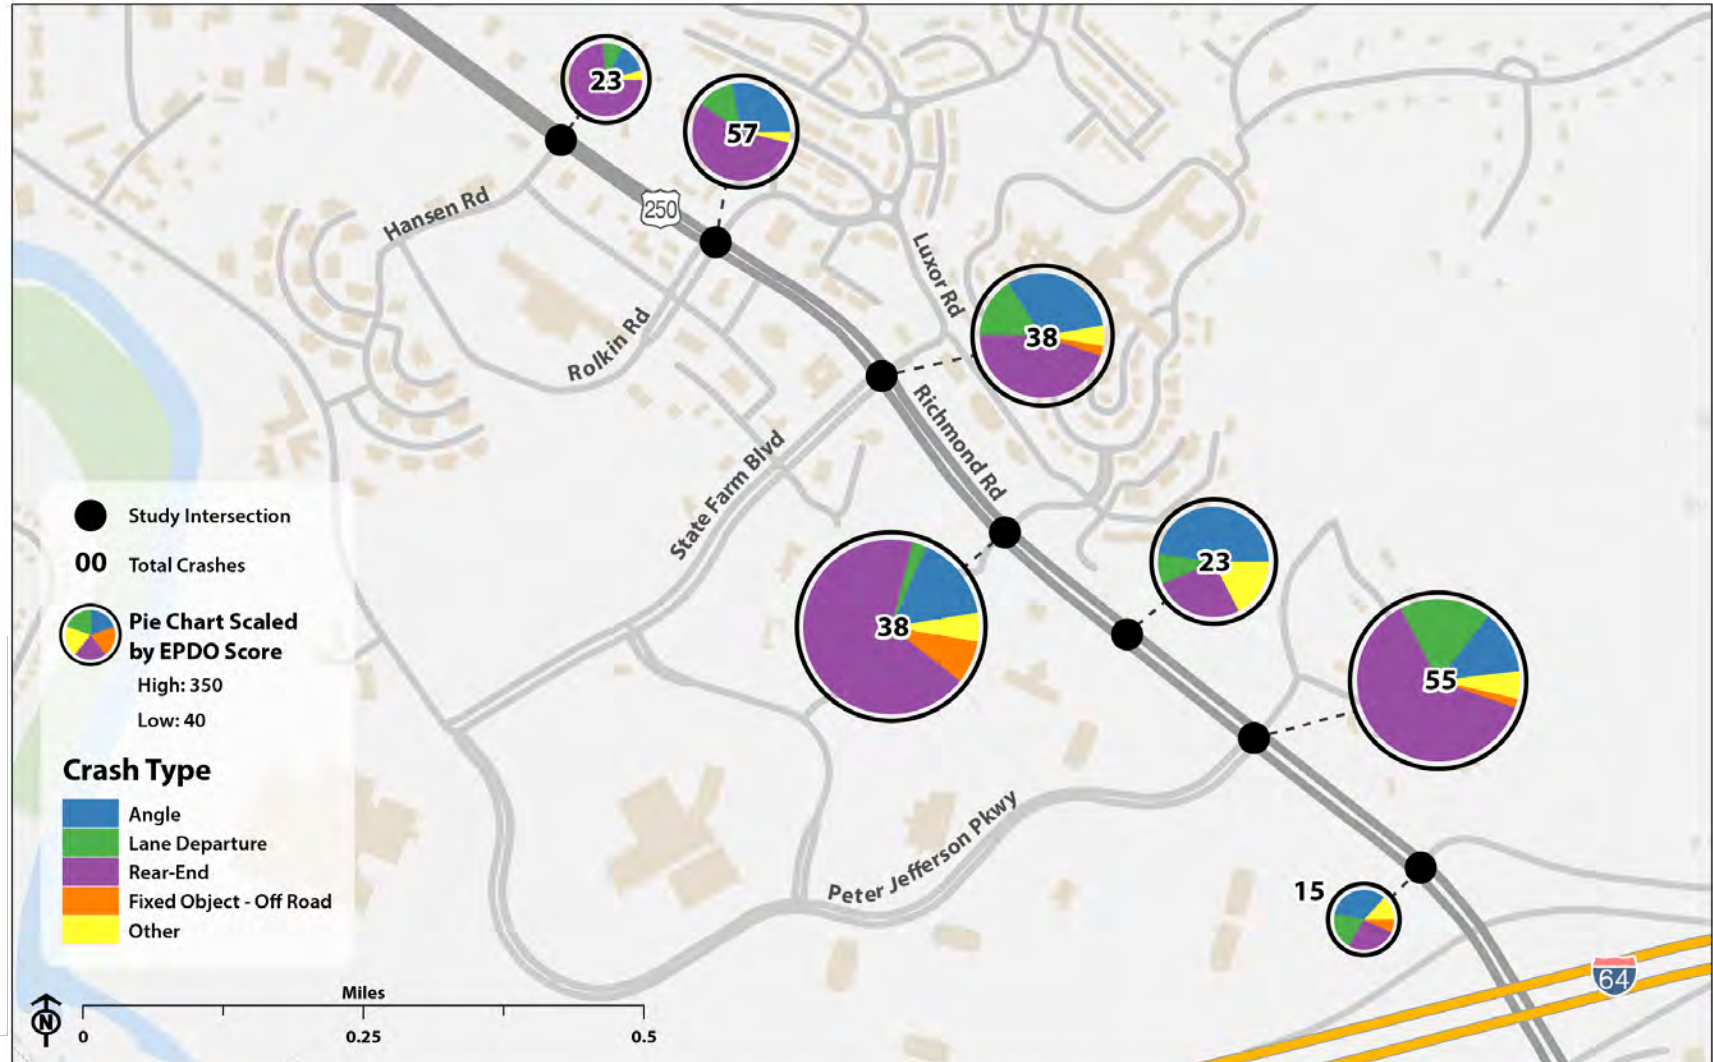 23
57
Hansen Rd
250
Luxor Rd
38
Rolkin Rd
Richmond Rd
State Farm Blvd
38
23
55
Peter Jefferson Pkwy
15
64
Study Intersection
00 Total Crashes
Pie Chart Scaled
by EPDO Score
High: 350
Low: 40
Crash Type
Angle
Lane Departure
Rear-End
Fixed Object - Off Road
Other
N
Miles
0 0.25 0.5